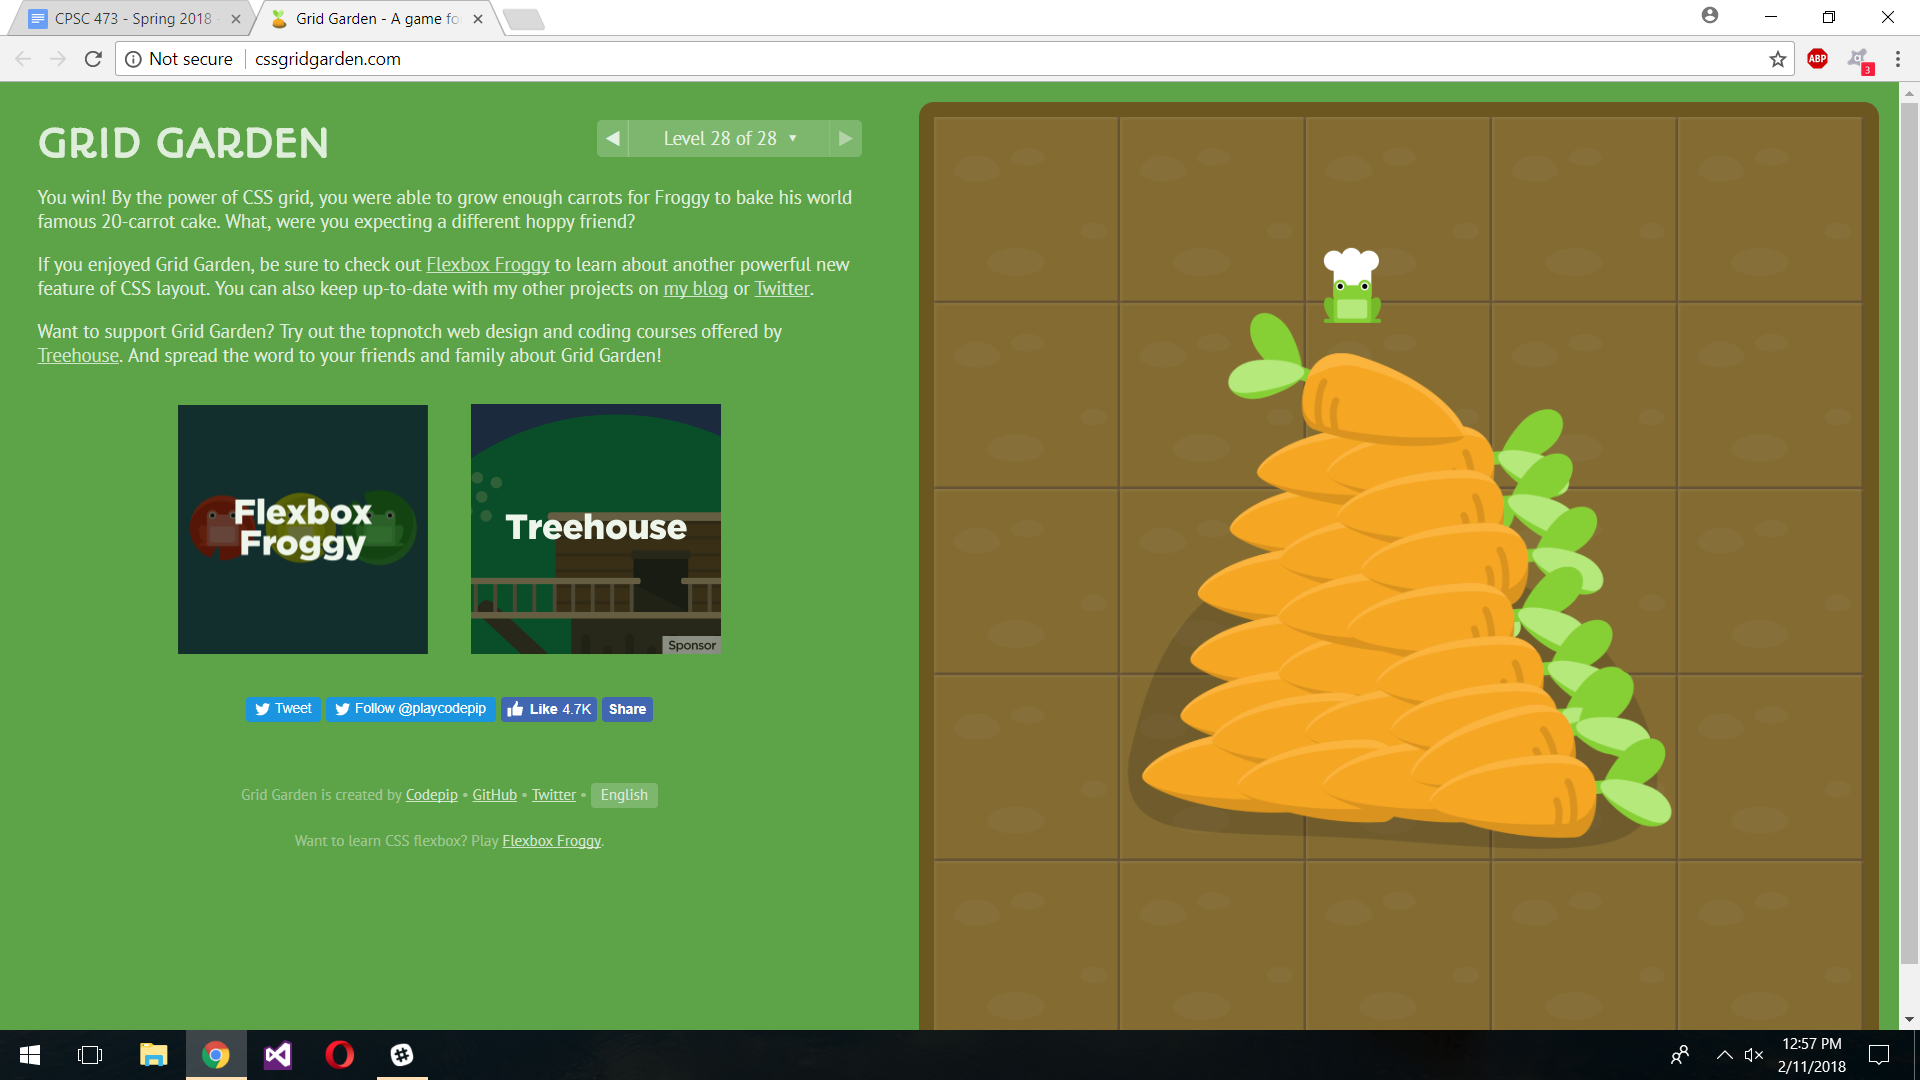 CPSC 473 - Spring 2018
Grid Garden - A game fo
Not secure
cssgridgarden.com
ABP
3
GRID GARDEN
Level 28 of 28
You win! By the power of CSS grid, you were able to grow enough carrots for Froggy to bake his world
famous 20-carrot cake. What, were you expecting a different hoppy friend?
If you enjoyed Grid Garden, be sure to check out Flexbox Froggy to learn about another powerful new
feature of CSS layout. You can also keep up-to-date with my other projects on my blog or Twitter.
Want to support Grid Garden? Try out the topnotch web design and coding courses offered by
Treehouse. And spread the word to your friends and family about Grid Garden!
Flexbox
Froggy
Treehouse
Sponsor
Tweet
Follow @playcodepip
Like 4.7K
Share
Grid Garden is created by Codepip • GitHub • Twitter • English
Want to learn CSS flexbox? Play Flexbox Froggy.
12:57 PM
2/11/2018